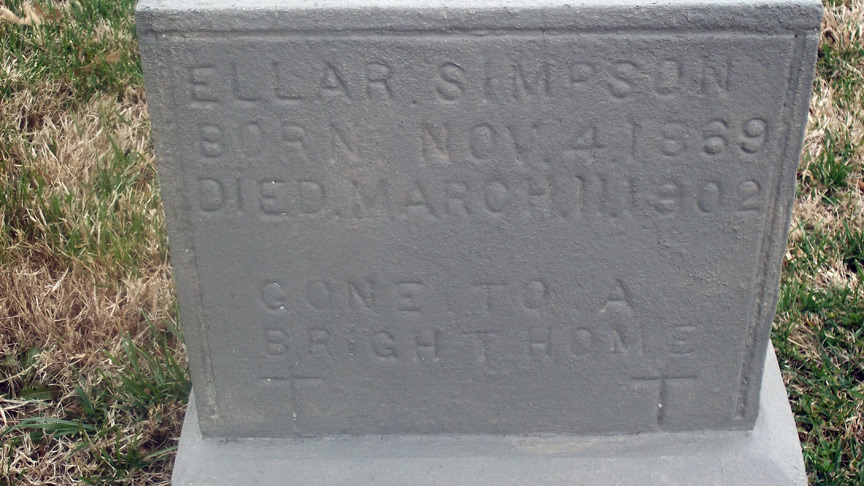 ELLAR. SIMPSON
BORN NOV. 4. 1869
DIED. MARCH. 11. 1902
GONE TO A
BRIGHT HOME